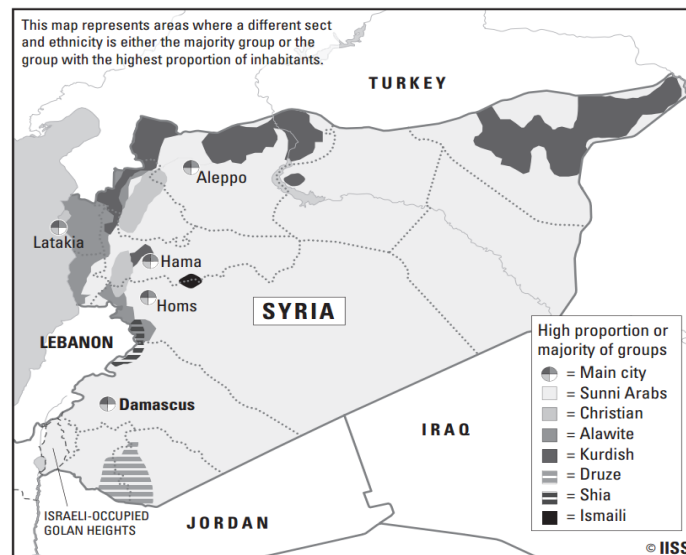 This map represents areas where a different sect
and ethnicity is either the majority group or the
group with the highest proportion of inhabitants.
TURKEY
Aleppo
Latakia
Hama
Homs
SYRIA
LEBANON
Damascus
IRAQ
ISRAELI-OCCUPIED
GOLAN HEIGHTS
JORDAN
High proportion or
majority of groups
= Main city
= Sunni Arabs
= Christian
= Alawite
= Kurdish
= Druze
= Shia
= Ismaili
© IISS